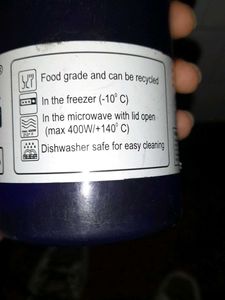 Food grade and can be recycled
In the freezer (-10° C)
In the microwave with lid open
(max 400W/+140° C)
Dishwasher safe for easy cleaning